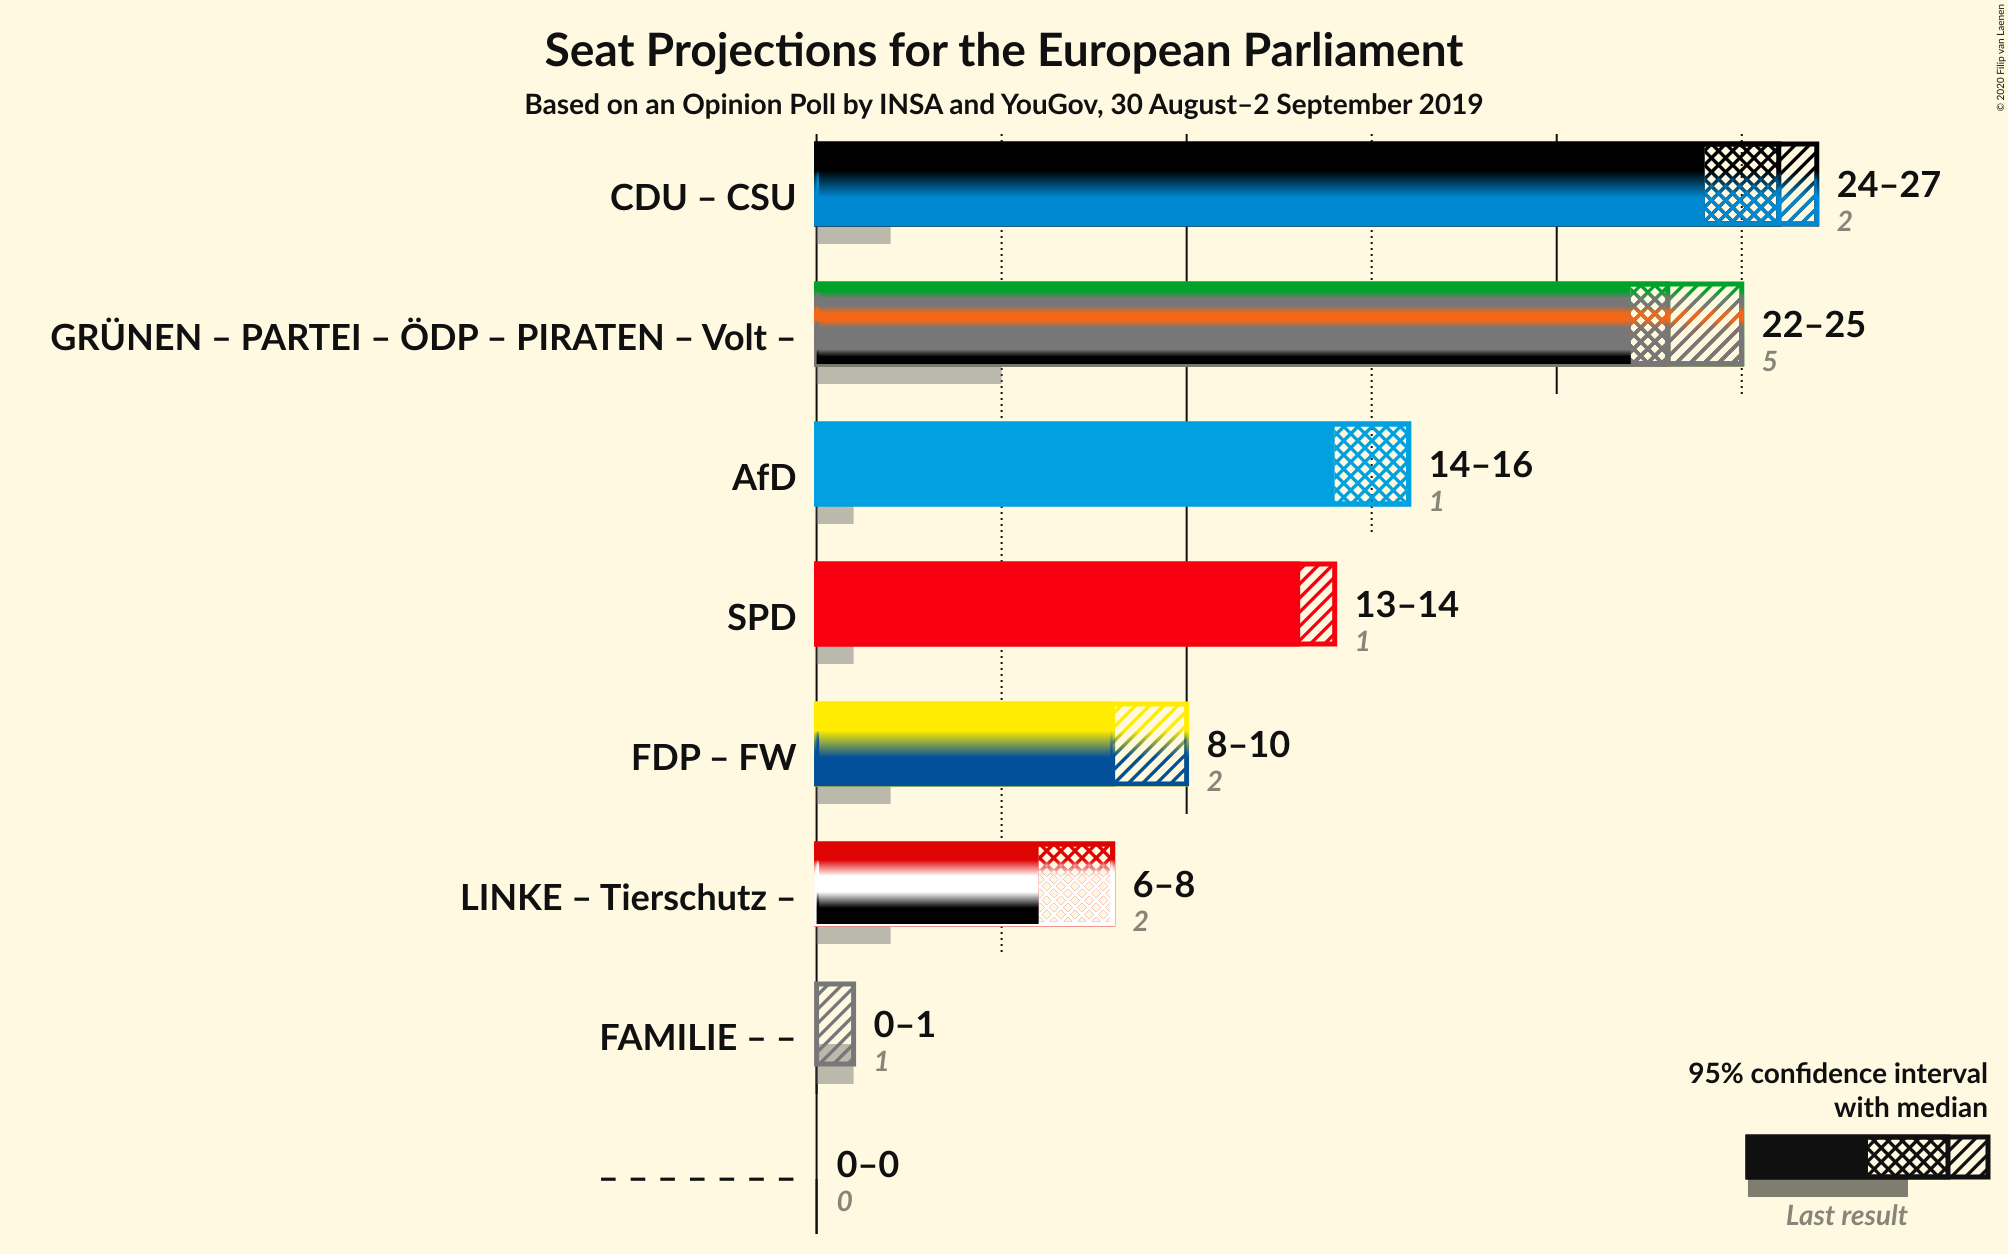 Seat Projections for the European Parliament
Based on an Opinion Poll by INSA and YouGov, 30 August–2 September 2019
© 2020 Filip van Laenen
CDU – CSU
24–27
2
GRÜNEN – PARTEI – ÖDP – PIRATEN – Volt –
22–25
5
AfD
14–16
1
SPD
13–14
1
FDP – FW
8–10
2
LINKE – Tierschutz –
6–8
2
FAMILIE – –
0–1
1
– – – – – – –
0–0
0
95% confidence interval
with median
Last result